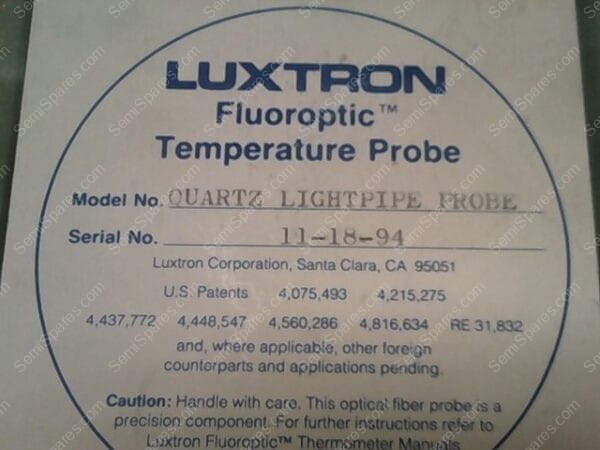 LUXTRON
Fluoroptic™
Temperature Probe
Model No. QUARTZ LIGHTPIPE PROBE
Serial No. 11-18-94
Luxtron Corporation, Santa Clara, CA 95051
U.S. Patents 4,075,493 4,215,275
4,437,772 4,448,547 4,560,286 4,816,634 RE 31,832
and, where applicable, other foreign
counterparts and applications pending.
Caution: Handle with care. This optical fiber probe is a
precision component. For further instructions refer to
Luxtron Fluoroptic™ Thermometer Manuals
SemiSpares.com